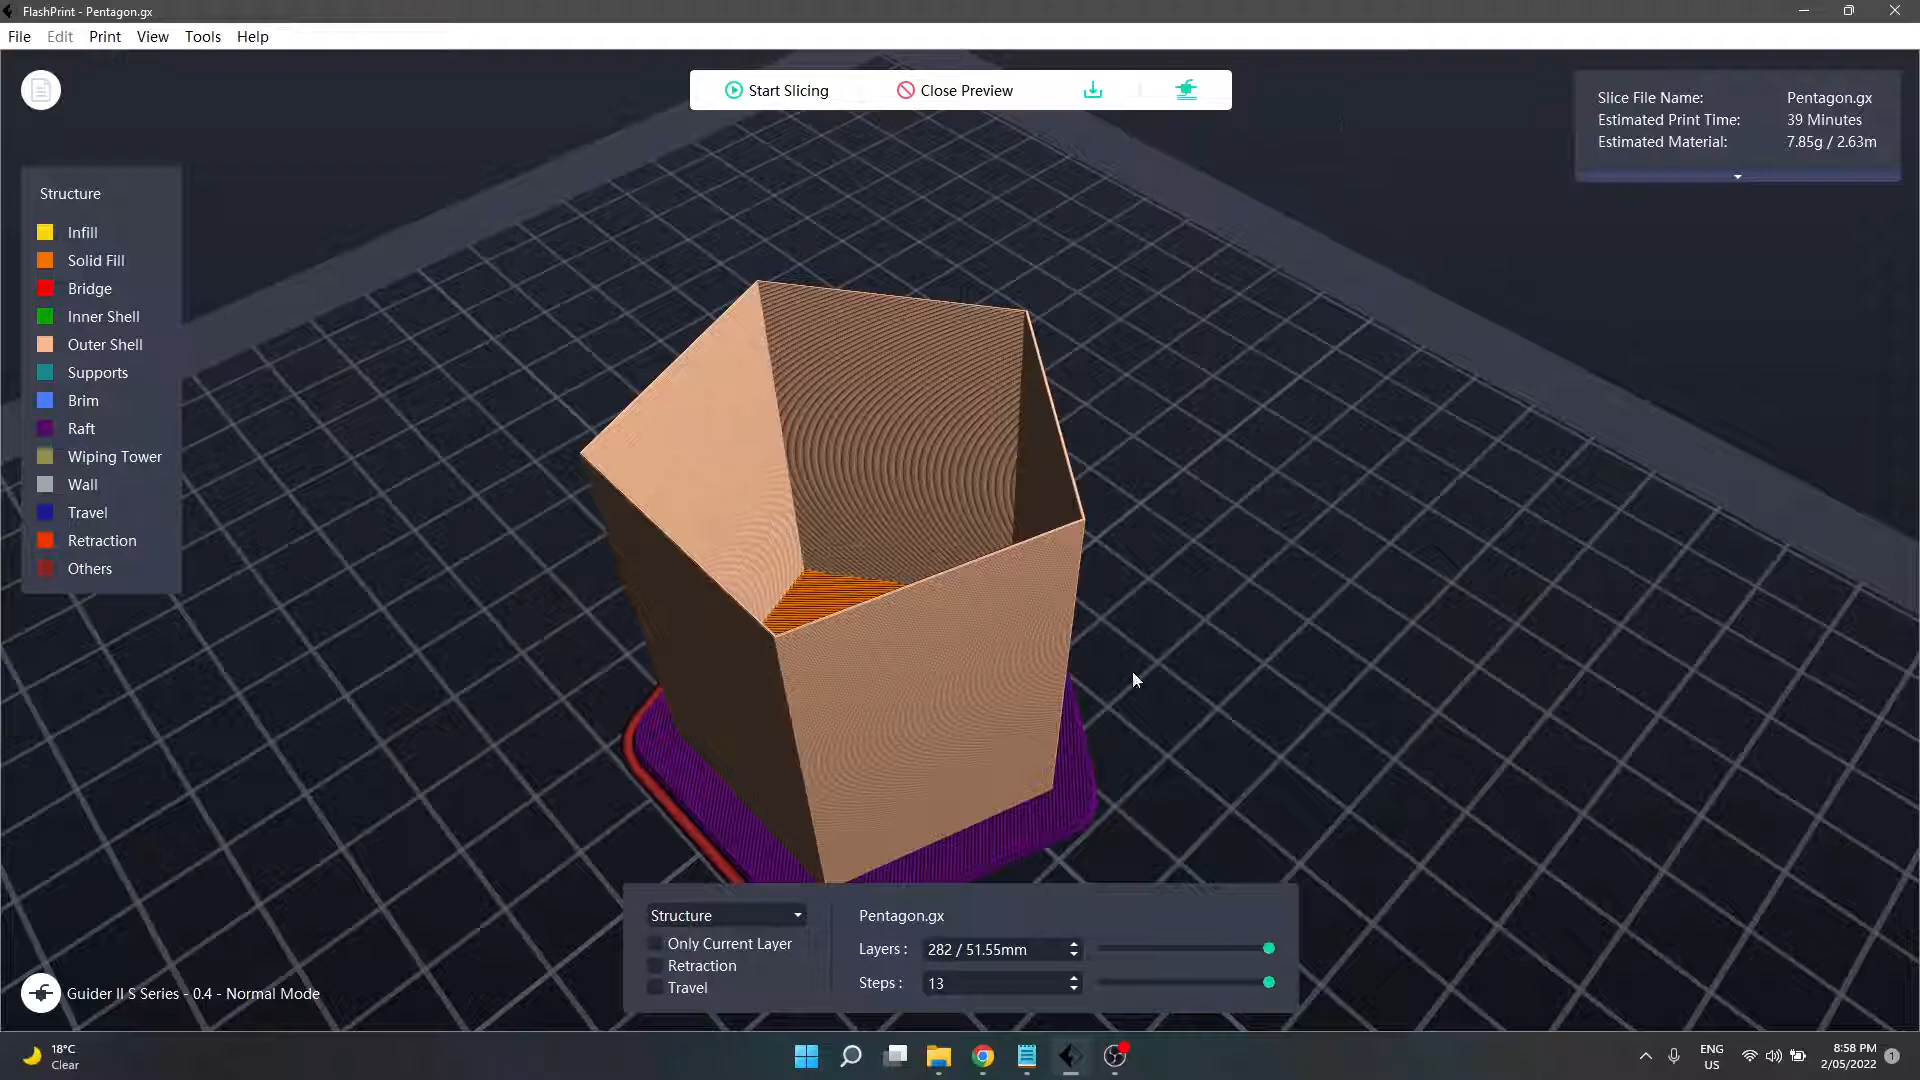 FlashPrint - Pentagon.gx
File Edit Print View Tools Help
Start Slicing Close Preview
Slice File Name: Pentagon.gx
Estimated Print Time: 39 Minutes
Estimated Material: 7.85g / 2.63m
Structure
Infill
Solid Fill
Bridge
Inner Shell
Outer Shell
Supports
Brim
Raft
Wiping Tower
Wall
Travel
Retraction
Others
Structure
Only Current Layer
Retraction
Travel
Pentagon.gx
Layers : 282 / 51.55mm
Steps : 13
Guider II S Series - 0.4 - Normal Mode
18°C
Clear
ENG
US
8:58 PM
2/05/2022
1